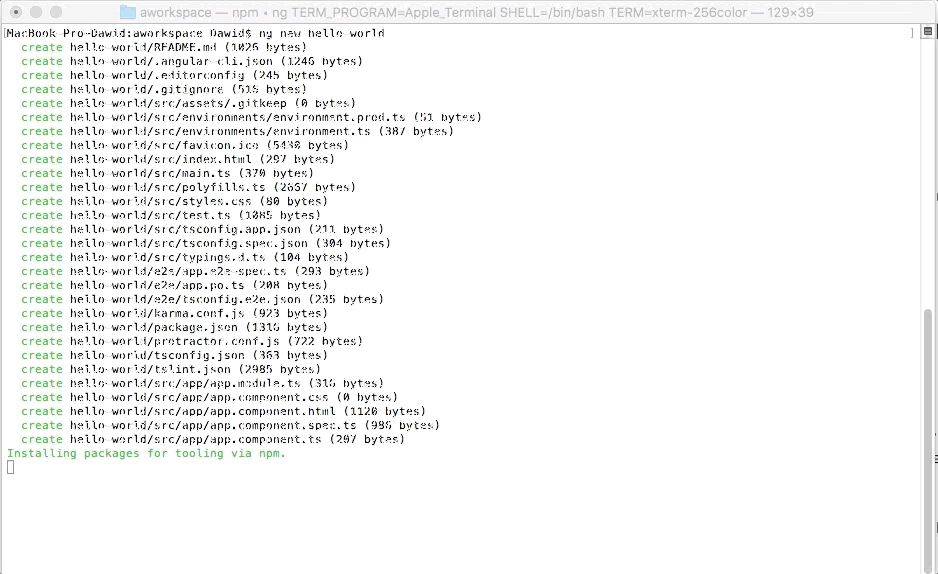 aworkspace — npm • ng TERM_PROGRAM=Apple_Terminal SHELL=/bin/bash TERM=xterm-256color — 129×39
[MacBook-Pro-Dawid:aworkspace Dawid$ ng new hello-world ]
create hello-world/README.md (1026 bytes)
create hello-world/.angular-cli.json (1246 bytes)
create hello-world/.editorconfig (245 bytes)
create hello-world/.gitignore (516 bytes)
create hello-world/src/assets/.gitkeep (0 bytes)
create hello-world/src/environments/environment.prod.ts (51 bytes)
create hello-world/src/environments/environment.ts (387 bytes)
create hello-world/src/favicon.ico (5430 bytes)
create hello-world/src/index.html (297 bytes)
create hello-world/src/main.ts (370 bytes)
create hello-world/src/polyfills.ts (2667 bytes)
create hello-world/src/styles.css (80 bytes)
create hello-world/src/test.ts (1085 bytes)
create hello-world/src/tsconfig.app.json (211 bytes)
create hello-world/src/tsconfig.spec.json (304 bytes)
create hello-world/src/typings.d.ts (104 bytes)
create hello-world/e2e/app.e2e-spec.ts (293 bytes)
create hello-world/e2e/app.po.ts (208 bytes)
create hello-world/e2e/tsconfig.e2e.json (235 bytes)
create hello-world/karma.conf.js (923 bytes)
create hello-world/package.json (1316 bytes)
create hello-world/protractor.conf.js (722 bytes)
create hello-world/tsconfig.json (363 bytes)
create hello-world/tslint.json (2985 bytes)
create hello-world/src/app/app.module.ts (316 bytes)
create hello-world/src/app/app.component.css (0 bytes)
create hello-world/src/app/app.component.html (1120 bytes)
create hello-world/src/app/app.component.spec.ts (986 bytes)
create hello-world/src/app/app.component.ts (207 bytes)
Installing packages for tooling via npm.